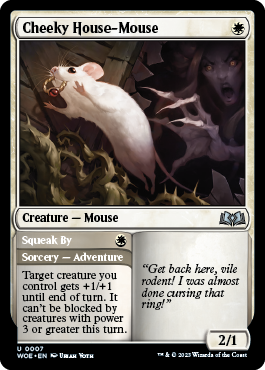 Cheeky House-Mouse
Creature — Mouse
Squeak By
Sorcery — Adventure
Target creature you
control gets +1/+1
until end of turn. It
can't be blocked by
creatures with power
3 or greater this turn.
“Get back here, vile
rodent! I was almost
done cursing that
ring!”
2/1
U 0007
WOE • EN Uriah Voth
™ & © 2023 Wizards of the Coast